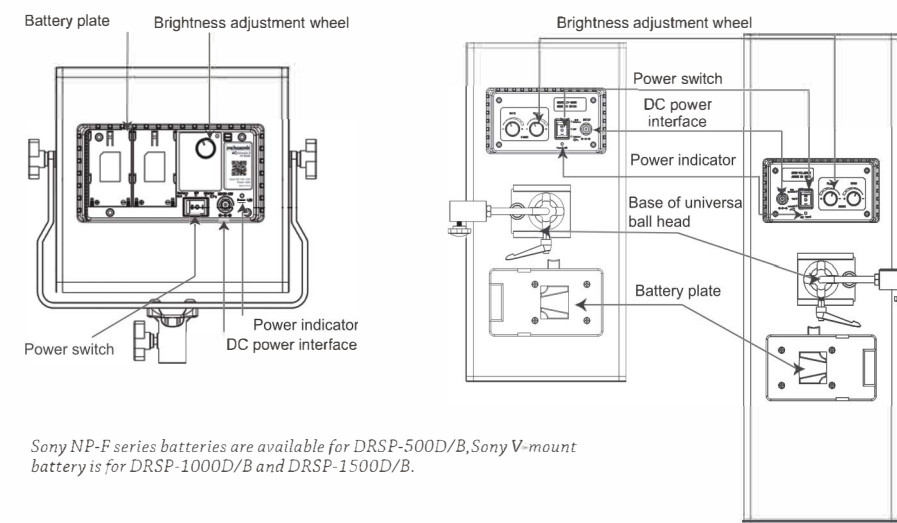 Battery plate
Brightness adjustment wheel
Power switch
Power indicator
DC power interface
Brightness adjustment wheel
Power switch
DC power
interface
Power indicator
Base of universa
ball head
Battery plate
Sony NP-F series batteries are available for DRSP-500D/B,Sony V-mount
battery is for DRSP-1000D/B and DRSP-1500D/B.